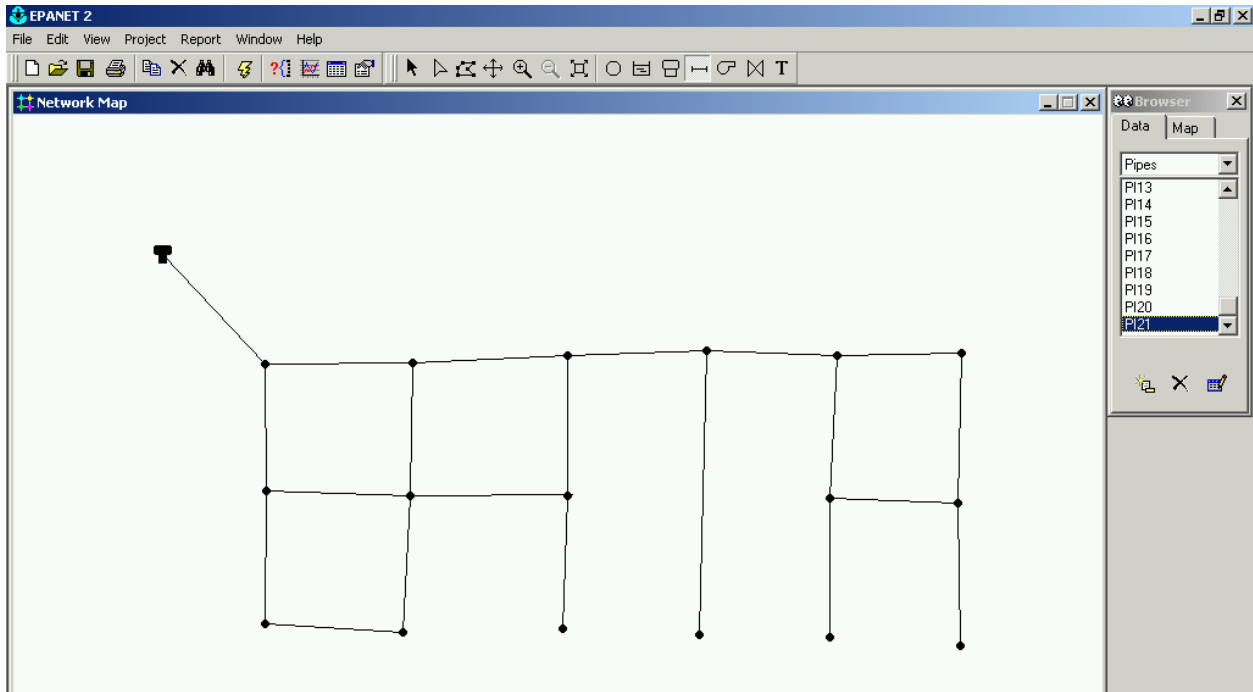 EPANET 2
File Edit View Project Report Window Help
T
Network Map
Browser
Data Map
Pipes
PI13
PI14
PI15
PI16
PI17
PI18
PI19
PI20
PI21